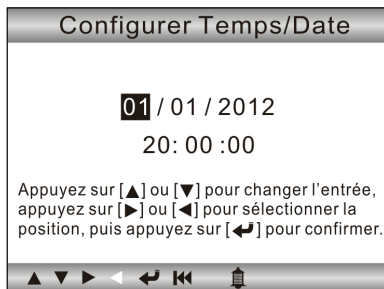 Configurer Temps/Date
01 / 01 / 2012
20: 00 :00
Appuyez sur [▲] ou [▼] pour changer l'entrée,
appuyez sur [▶] ou [◀] pour sélectionner la
position, puis appuyez sur [↵] pour confirmer.